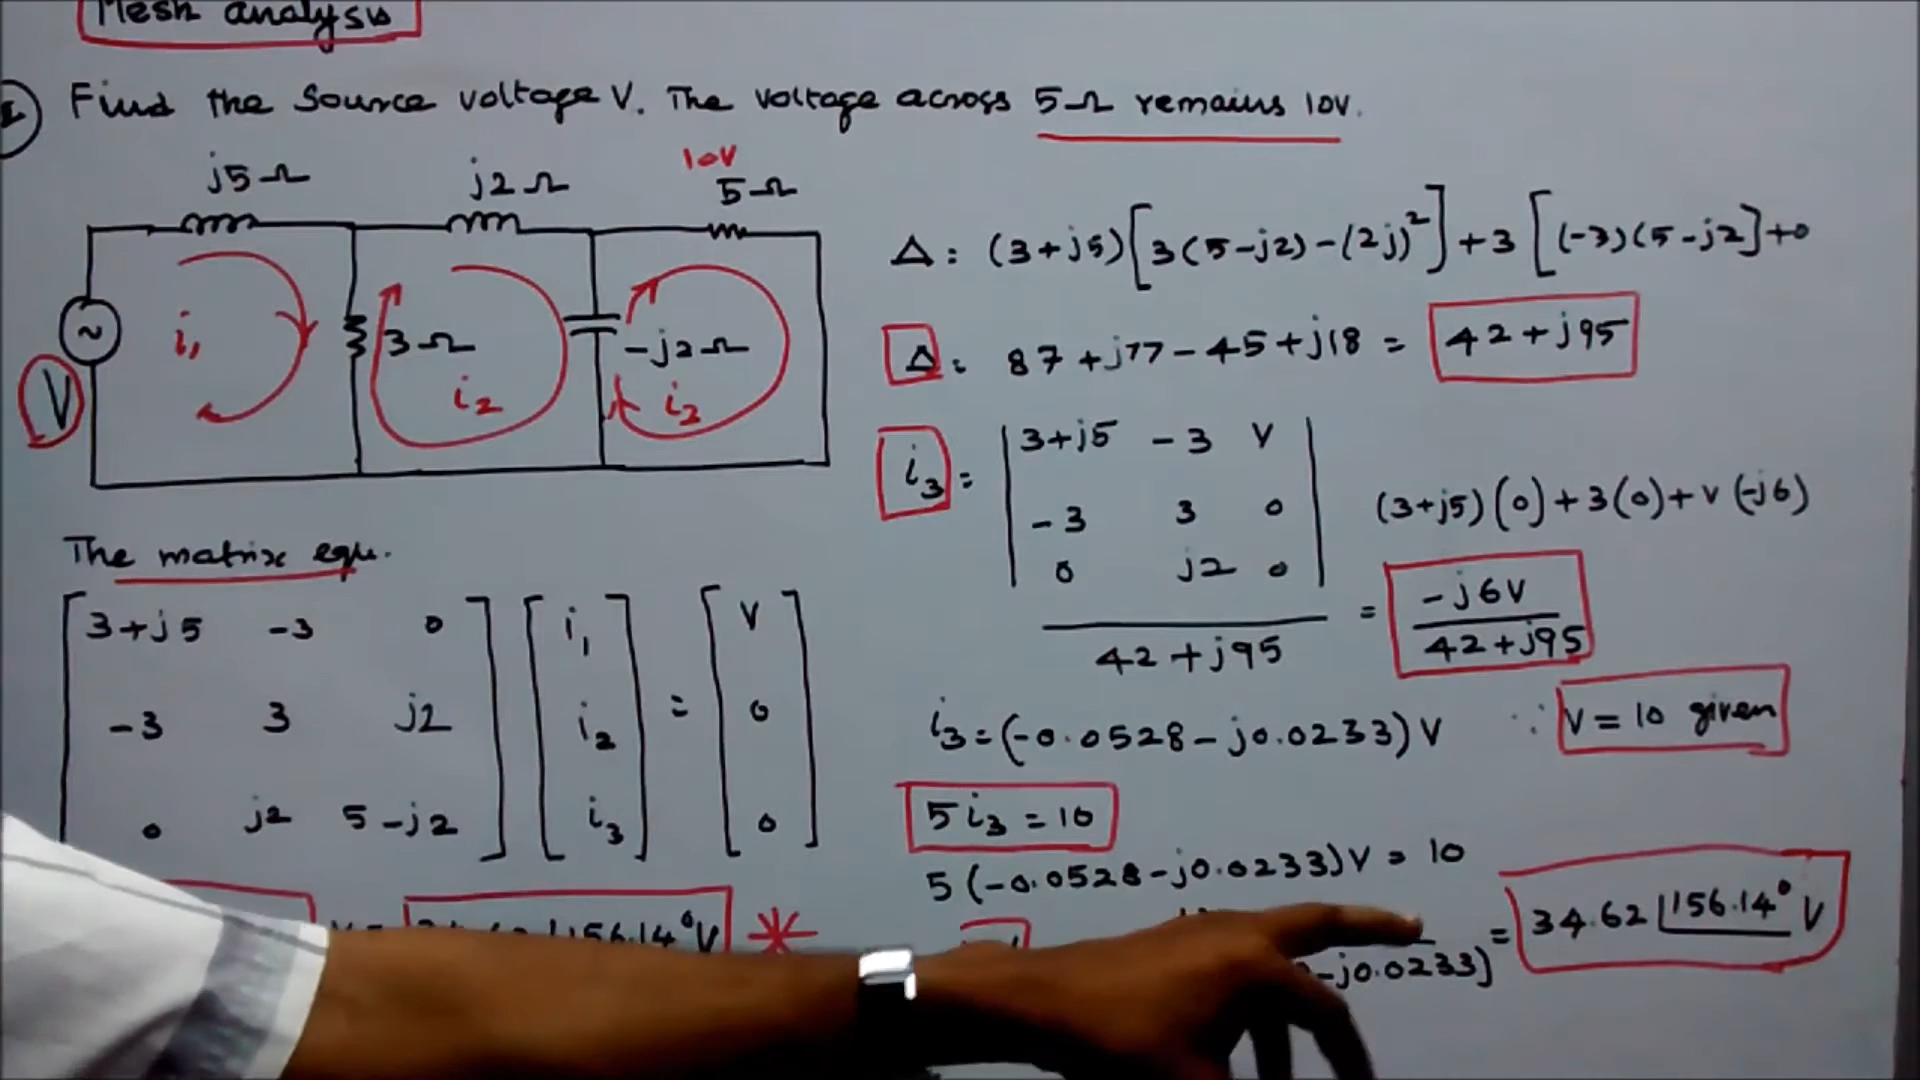 Mesh analysis
Find the Source voltage V. The voltage across 5Ω remains 10V.
j5Ω
j2Ω
10V
5Ω
V
~
i₁
3Ω
i₂
-j2Ω
i₃
The matrix equ.
3+j5 -3 0
-3 3 j2
0 j2 5-j2
i₁
i₂
i₃
=
V
0
0
156.14° V
Δ: (3+j5)[3(5-j2)-(2j)²]+3[(-3)(5-j2]+0
Δ: 87+j77-45+j18 = 42+j95
i₃ =
3+j5 -3 V
-3 3 0
0 j2 0
42+j95
(3+j5)(0)+3(0)+V(-j6)
= -j6V
42+j95
i₃=(-0.0528-j0.0233)V ∵ V=10 given
5i₃ = 10
5(-0.0528-j0.0233)V = 10
-j0.0233) = 34.62 ∠156.14° V